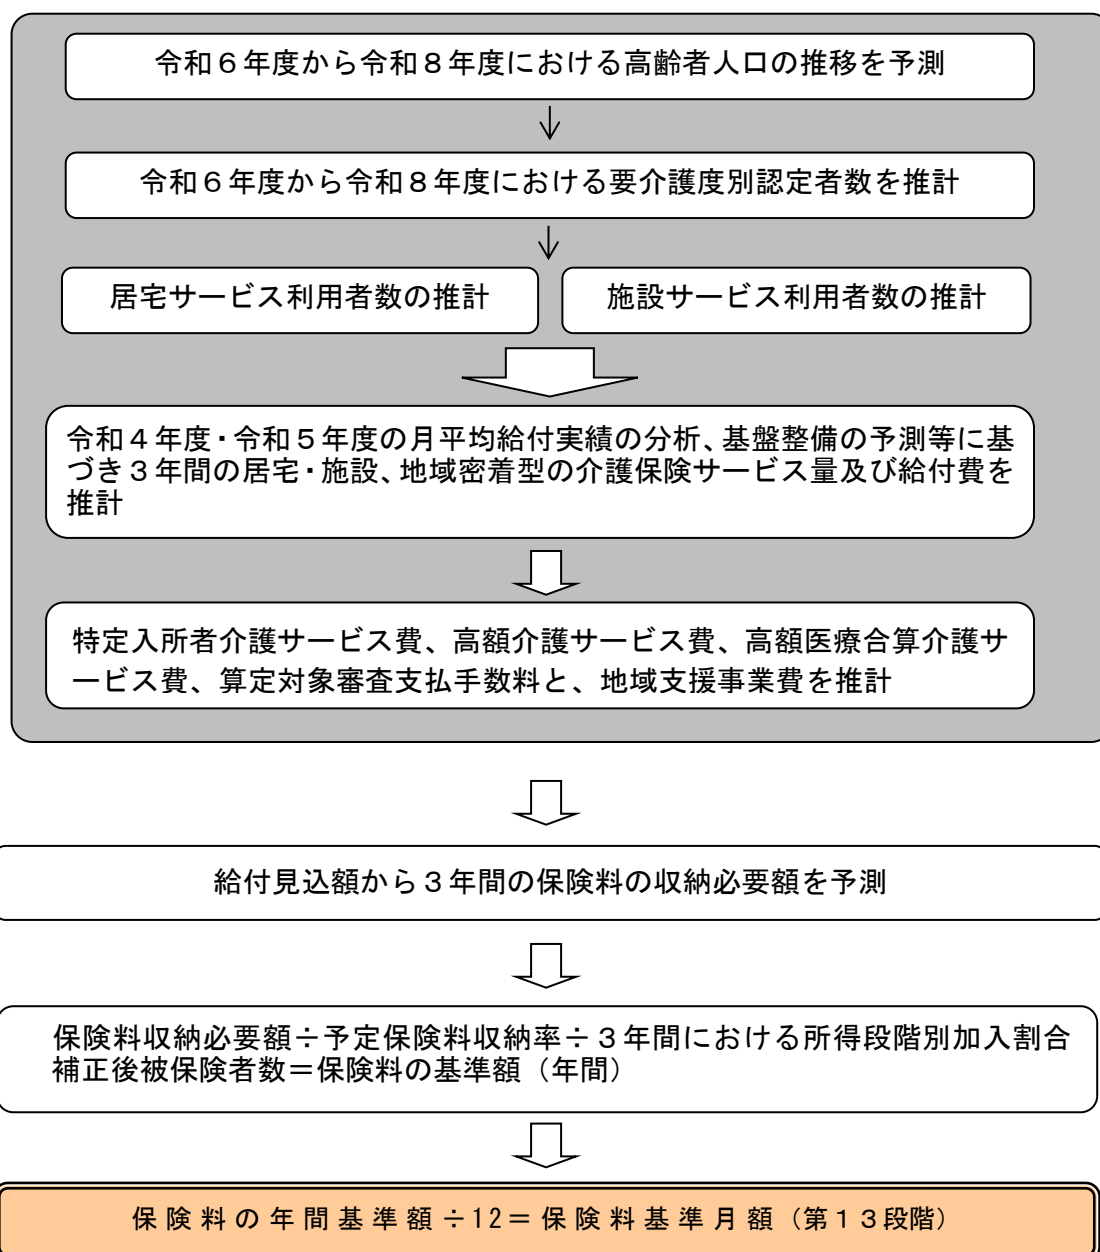 令和６年度から令和８年度における高齢者人口の推移を予測
令和６年度から令和８年度における要介護度別認定者数を推計
居宅サービス利用者数の推計
施設サービス利用者数の推計
令和４年度・令和５年度の月平均給付実績の分析、基盤整備の予測等に基
づき３年間の居宅・施設、地域密着型の介護保険サービス量及び給付費を
推計
特定入所者介護サービス費、高額介護サービス費、高額医療合算介護サ
ービス費、算定対象審査支払手数料と、地域支援事業費を推計
給付見込額から３年間の保険料の収納必要額を予測
保険料収納必要額÷予定保険料収納率÷３年間における所得段階別加入割合
補正後被保険者数＝保険料の基準額（年間）
保険料の年間基準額÷12＝保険料基準月額（第１３段階）